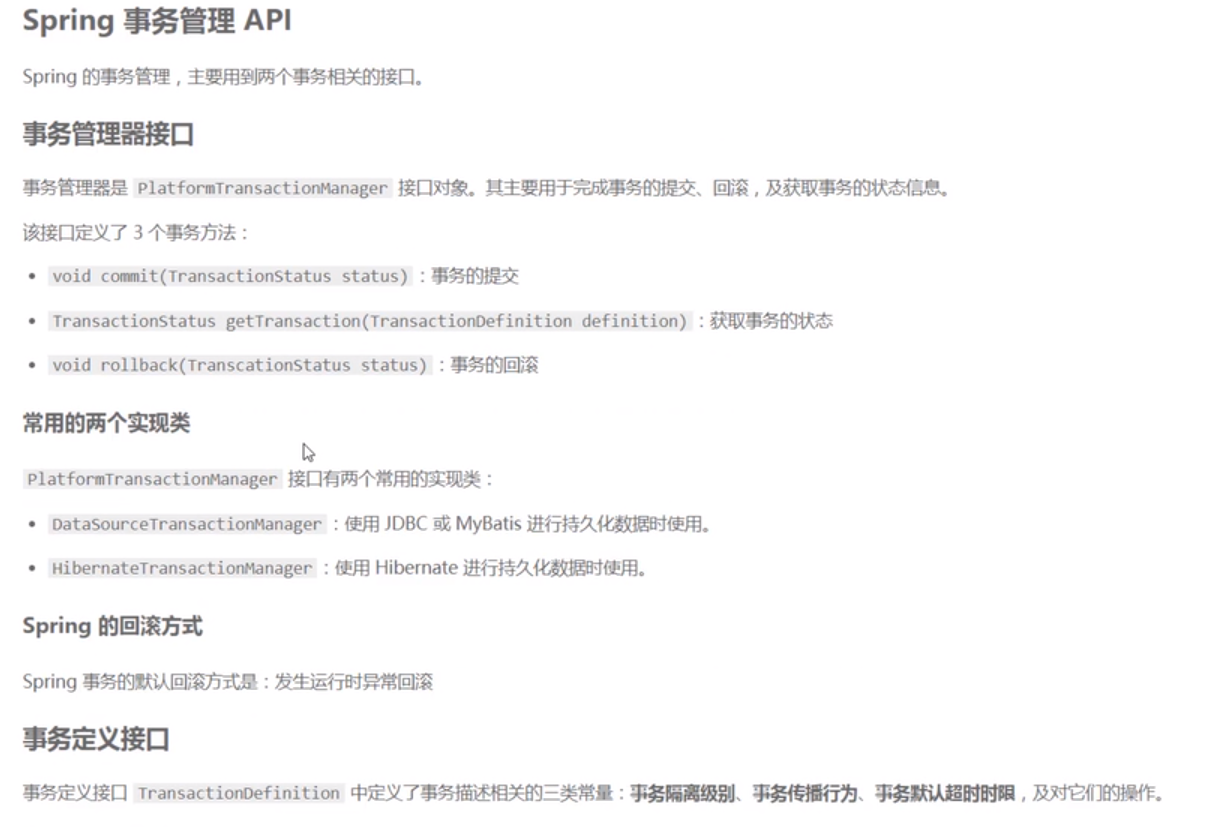 Spring 事务管理 API
Spring 的事务管理，主要用到两个事务相关的接口。
事务管理器接口
事务管理器是 PlatformTransactionManager 接口对象。其主要用于完成事务的提交、回滚，及获取事务的状态信息。
该接口定义了 3 个事务方法：
• void commit(TransactionStatus status) ：事务的提交
• TransactionStatus getTransaction(TransactionDefinition definition) ：获取事务的状态
• void rollback(TranscationStatus status) ：事务的回滚
常用的两个实现类
PlatformTransactionManager 接口有两个常用的实现类：
• DataSourceTransactionManager ：使用 JDBC 或 MyBatis 进行持久化数据时使用。
• HibernateTransactionManager ：使用 Hibernate 进行持久化数据时使用。
Spring 的回滚方式
Spring 事务的默认回滚方式是：发生运行时异常回滚
事务定义接口
事务定义接口 TransactionDefinition 中定义了事务描述相关的三类常量：事务隔离级别、事务传播行为、事务默认超时时限，及对它们的操作。